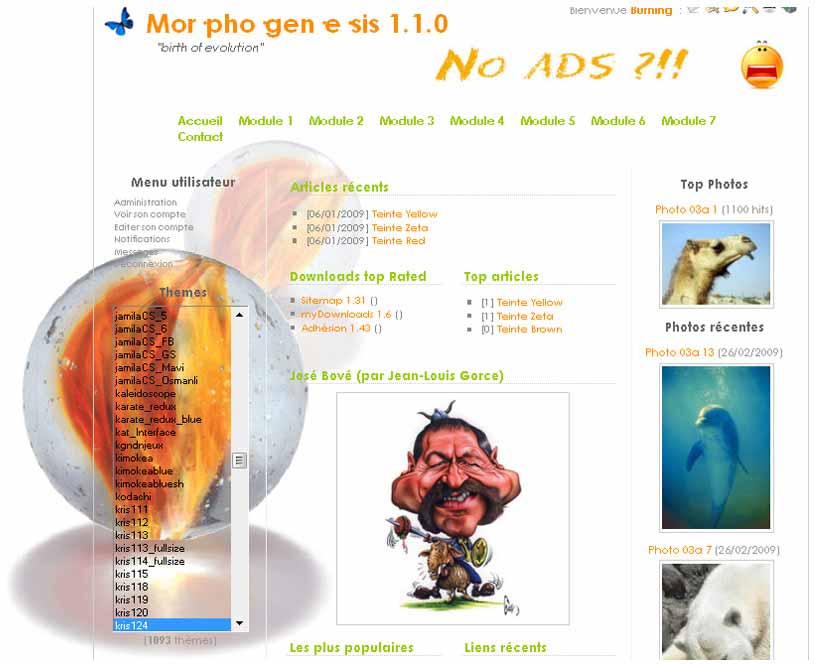 Bienvenue Burning :
Mor pho gen e sis 1.1.0
"birth of evolution"
NO ADS ?!!
Accueil Module 1 Module 2 Module 3 Module 4 Module 5 Module 6 Module 7
Contact
Menu utilisateur
Administration
Voir son compte
Editer son compte
Notifications
Messages
Déconnexion
Themes
jamilaCS_5
jamilaCS_6
jamilaCS_FB
jamilaCS_GS
jamilaCS_Mavi
jamilaCS_Osmanli
kaleidoscope
karate_redux
karate_redux_blue
kat_Interface
kgndnjeux
kimokea
kimokeablue
kimokeabluesh
kodachi
kris111
kris112
kris113
kris113_fullsize
kris114_fullsize
kris115
kris118
kris119
kris120
kris124
(1093 thèmes)
Articles récents
[06/01/2009] Teinte Yellow
[06/01/2009] Teinte Zeta
[06/01/2009] Teinte Red
Downloads top Rated
Sitemap 1.31 ()
myDownloads 1.6 ()
Adhésion 1.43 ()
Top articles
[1] Teinte Yellow
[1] Teinte Zeta
[0] Teinte Brown
José Bové (par Jean-Louis Gorce)
Les plus populaires
Liens récents
Top Photos
Photo 03a 1 (1100 hits)
Photos récentes
Photo 03a 13 (26/02/2009)
Photo 03a 7 (26/02/2009)